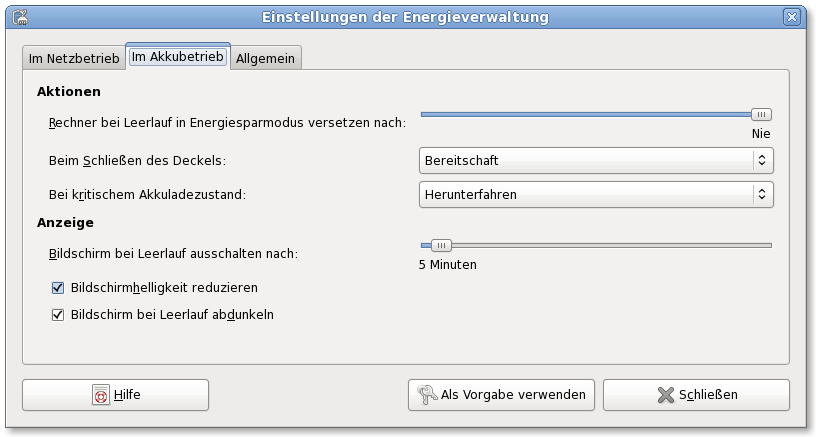 Einstellungen der Energieverwaltung
Im Netzbetrieb Im Akkubetrieb Allgemein
Aktionen
Rechner bei Leerlauf in Energiesparmodus versetzen nach:
Nie
Beim Schließen des Deckels: Bereitschaft
Bei kritischem Akkuladezustand: Herunterfahren
Anzeige
Bildschirm bei Leerlauf ausschalten nach:
5 Minuten
Bildschirmhelligkeit reduzieren
Bildschirm bei Leerlauf abdunkeln
Hilfe Als Vorgabe verwenden Schließen